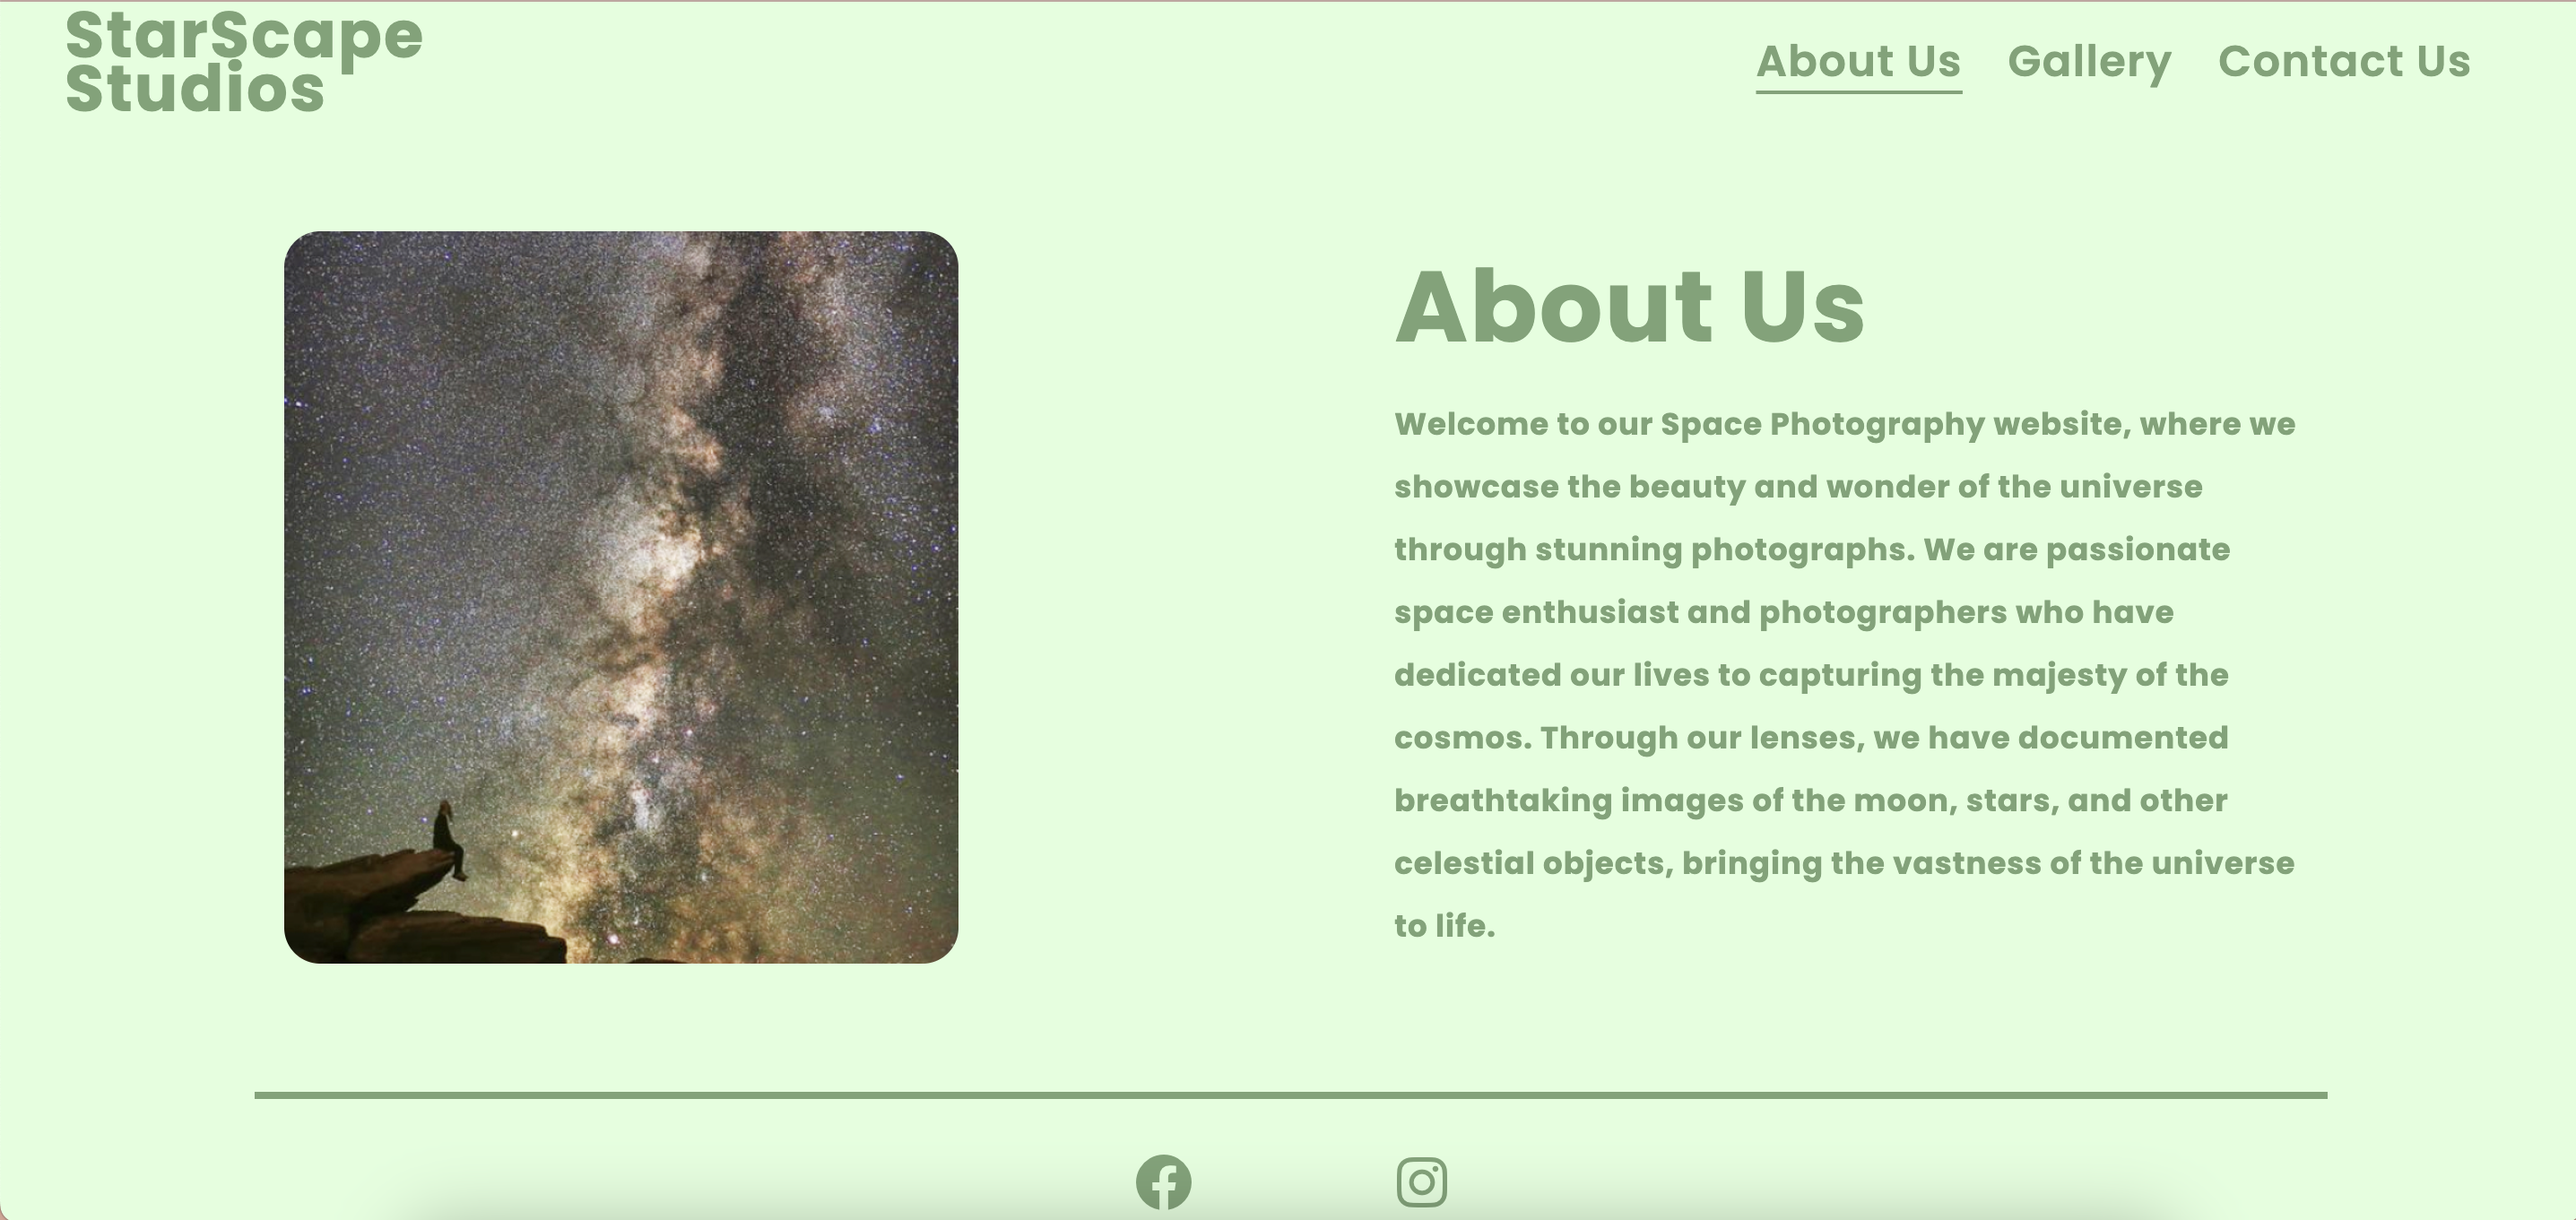 StarScape
Studios
About Us
Gallery
Contact Us
About Us
Welcome to our Space Photography website, where we
showcase the beauty and wonder of the universe
through stunning photographs. We are passionate
space enthusiast and photographers who have
dedicated our lives to capturing the majesty of the
cosmos. Through our lenses, we have documented
breathtaking images of the moon, stars, and other
celestial objects, bringing the vastness of the universe
to life.